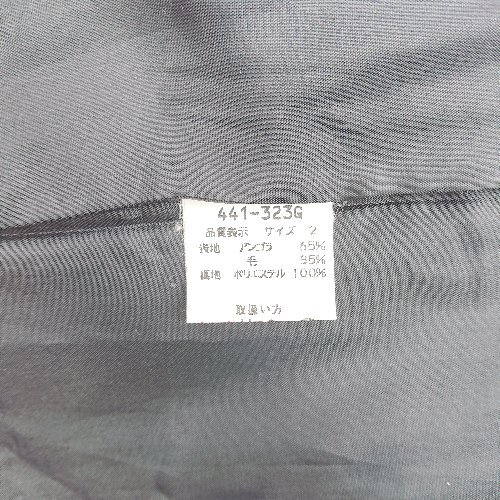 441-323G
品質表示 サイズ 2
表地 アンゴラ 65%
毛 35%
裏地 ポリエステル 100%
取扱い方